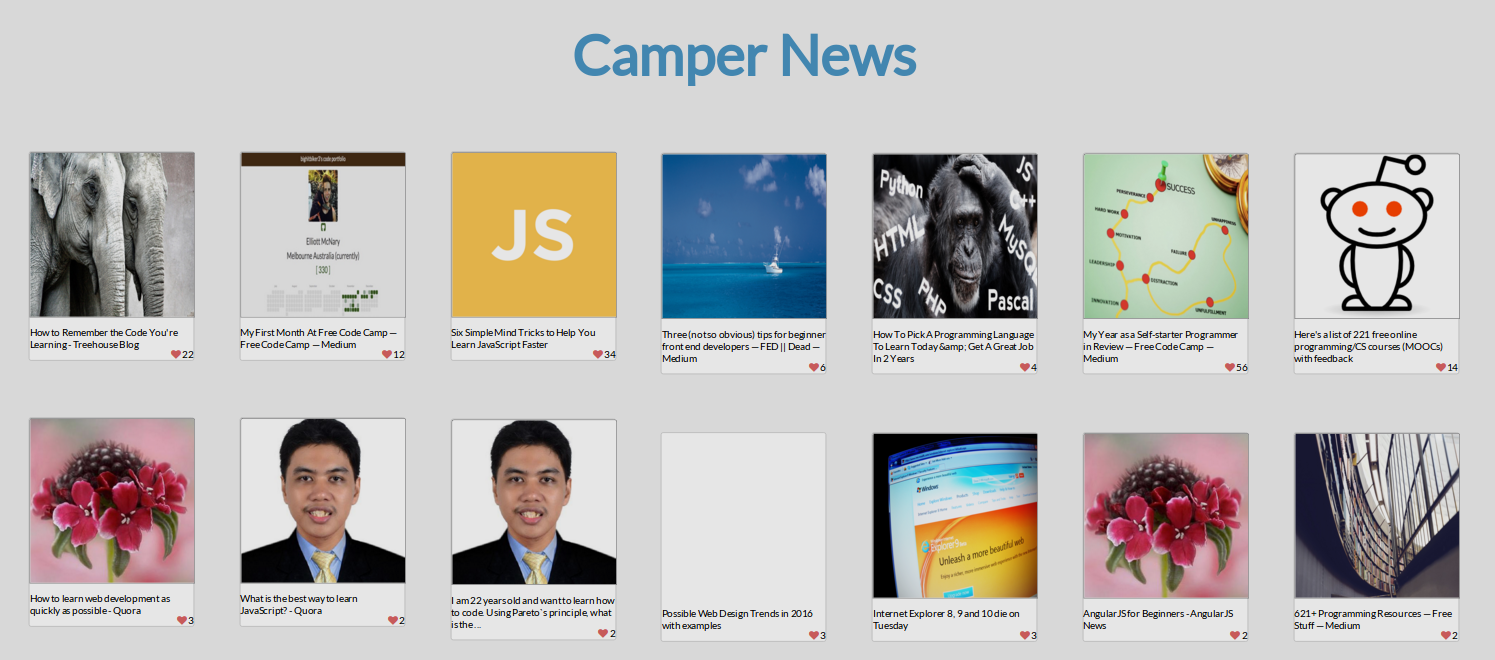 Camper News
How to Remember the Code You're
Learning - Treehouse Blog
22
bightbiker3's code portfolio
Elliott McNary
Melbourne Australia (currently)
[ 330 ]
My First Month At Free Code Camp —
Free Code Camp — Medium
12
JS
Six Simple Mind Tricks to Help You
Learn JavaScript Faster
34
Three (not so obvious) tips for beginner
front end developers — FED || Dead —
Medium
6
Python
JS
C++
HTML
MySQL
CSS
PHP
Pascal
How To Pick A Programming Language
To Learn Today &amp; Get A Great Job
In 2 Years
4
SUCCESS
PERSEVERANCE
HARD WORK
UNHAPPINESS
MOTIVATION
FAILURE
LEADERSHIP
DISTRACTION
INNOVATION
UNFULFILLMENT
My Year as a Self-starter Programmer
in Review — Free Code Camp —
Medium
56
Here's a list of 221 free online
programming/CS courses (MOOCs)
with feedback
14
How to learn web development as
quickly as possible - Quora
3
What is the best way to learn
JavaScript? - Quora
2
I am 22 years old and want to learn how
to code. Using Pareto`s principle, what
is the...
2
Possible Web Design Trends in 2016
with examples
3
Windows
Explorer
Unleash a more beautiful web
Internet Explorer 8, 9 and 10 die on
Tuesday
3
AngularJS for Beginners - AngularJS
News
2
621+ Programming Resources — Free
Stuff — Medium
2